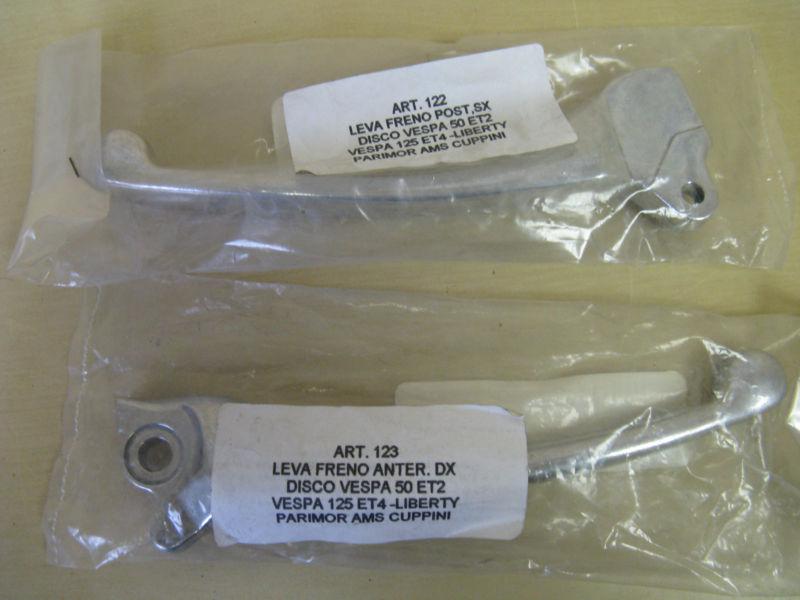 ART. 122
LEVA FRENO POST,SX
DISCO VESPA 50 ET2
VESPA 125 ET4 -LIBERTY
PARIMOR AMS CUPPINI
ART. 123
LEVA FRENO ANTER. DX
DISCO VESPA 50 ET2
VESPA 125 ET4 -LIBERTY
PARIMOR AMS CUPPINI